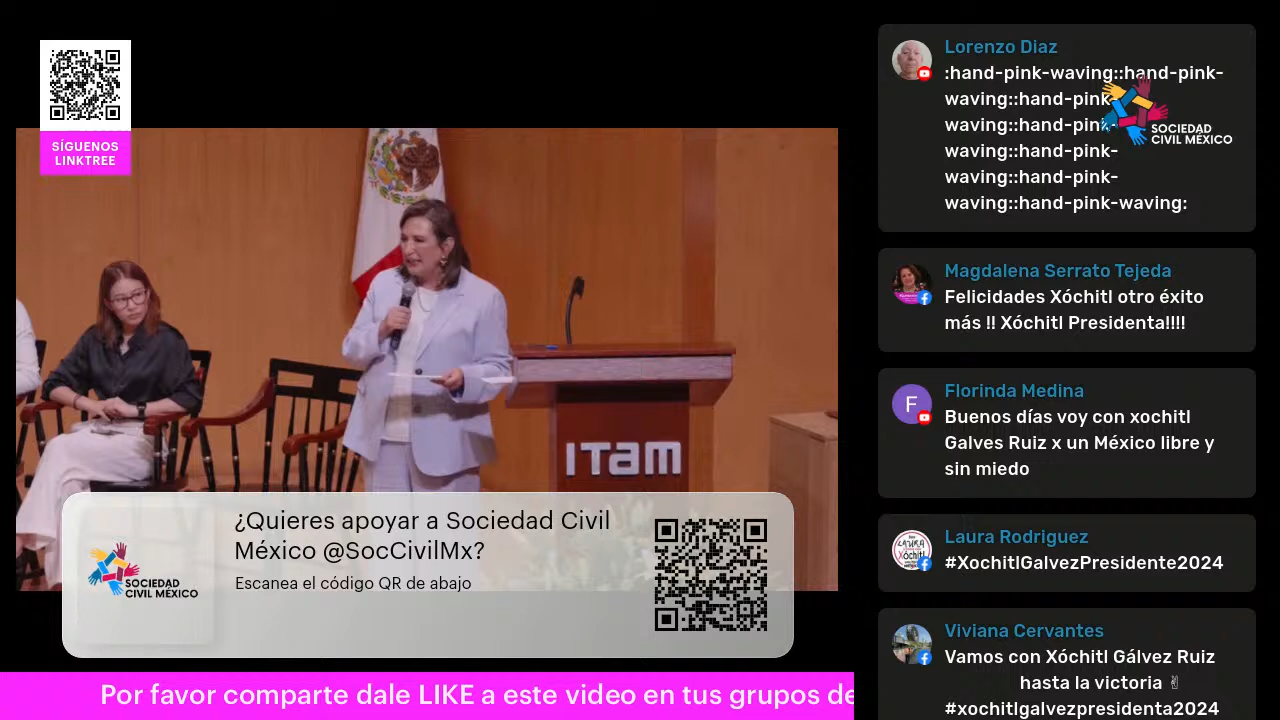 SÍGUENOS
LINKTREE
ITAM
¿Quieres apoyar a Sociedad Civil
México @SocCivilMx?
Escanea el código QR de abajo
SOCIEDAD
CIVIL MÉXICO
Por favor comparte dale LIKE a este video en tus grupos de
Lorenzo Diaz
:hand-pink-waving::hand-pink-
waving::hand-pink-
waving::hand-pink-
waving::hand-pink-
waving::hand-pink-
waving::hand-pink-waving:
SOCIEDAD
CIVIL MÉXICO
Magdalena Serrato Tejeda
Felicidades Xóchitl otro éxito
más !! Xóchitl Presidenta!!!!
F
Florinda Medina
Buenos días voy con xochitl
Galves Ruiz x un México libre y
sin miedo
Laura Rodriguez
#XochitlGalvezPresidente2024
Viviana Cervantes
Vamos con Xóchitl Gálvez Ruiz
hasta la victoria ✌
#xochitlgalvezpresidenta2024